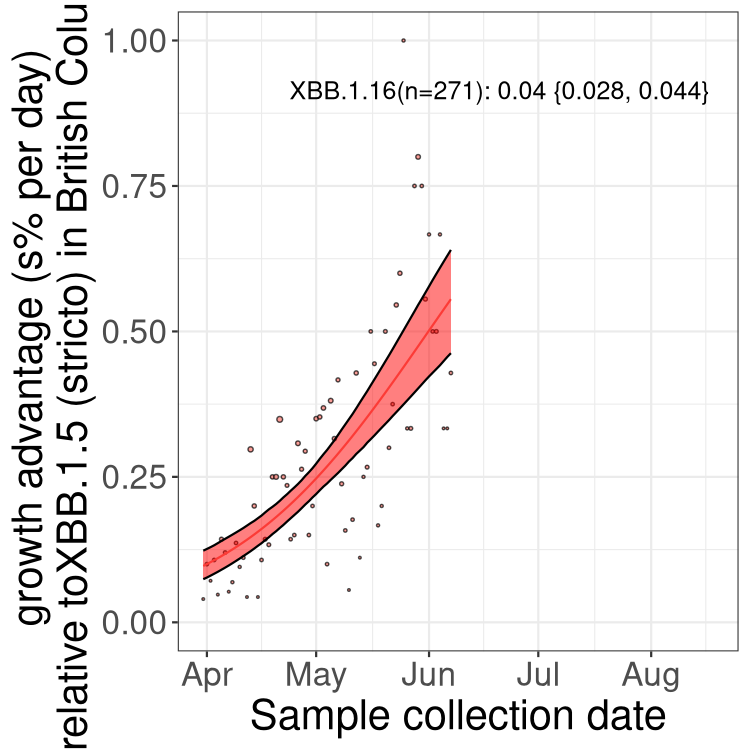 growth advantage (s% per day)
relative toXBB.1.5 (stricto) in British Colu
1.00
0.75
0.50
0.25
0.00
XBB.1.16(n=271): 0.04 {0.028, 0.044}
Apr May Jun Jul Aug
Sample collection date